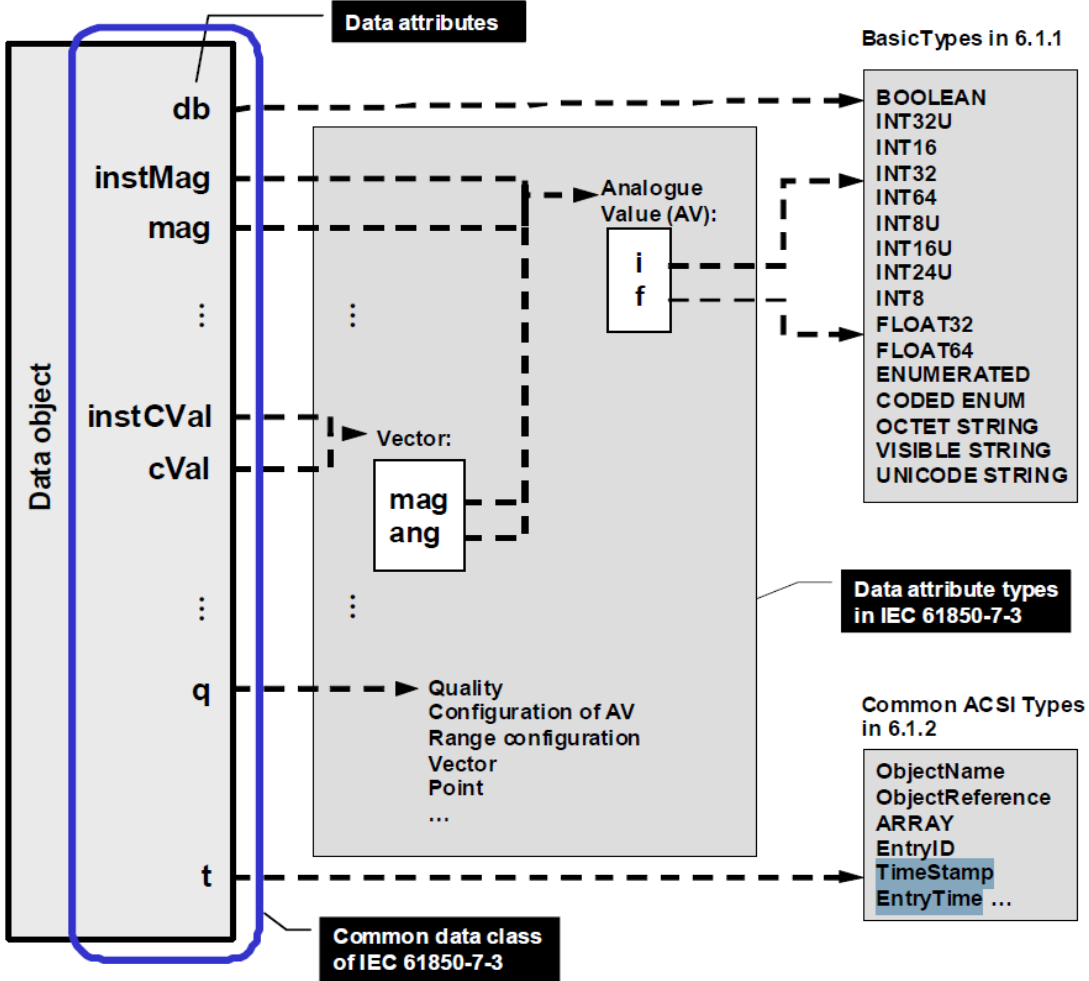 Data attributes
BasicTypes in 6.1.1
Data object
db
instMag
mag
⋮
instCVal
cVal
⋮
q
t
⋮
Analogue
Value (AV):
i
f
Vector:
mag
ang
⋮
Quality
Configuration of AV
Range configuration
Vector
Point
...
BOOLEAN
INT32U
INT16
INT32
INT64
INT8U
INT16U
INT24U
INT8
FLOAT32
FLOAT64
ENUMERATED
CODED ENUM
OCTET STRING
VISIBLE STRING
UNICODE STRING
Data attribute types
in IEC 61850-7-3
Common ACSI Types
in 6.1.2
ObjectName
ObjectReference
ARRAY
EntryID
TimeStamp
EntryTime ...
Common data class
of IEC 61850-7-3